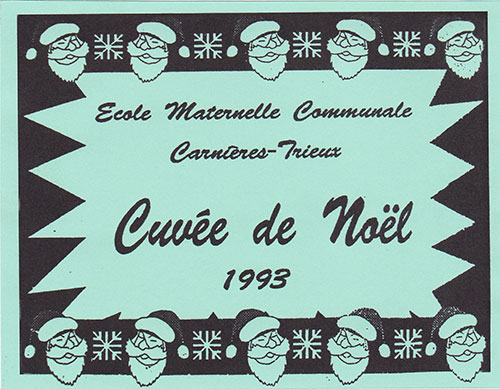 Ecole Maternelle Communale
Carnières-Trieux
Cuvée de Noël
1993